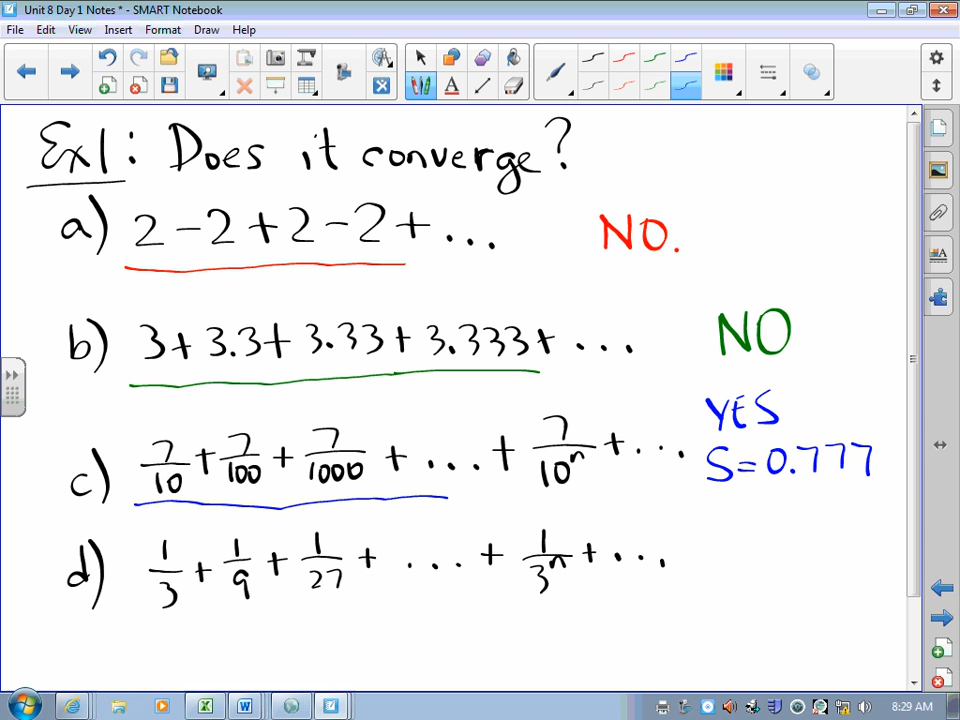 Unit 8 Day 1 Notes * - SMART Notebook
File Edit View Insert Format Draw Help
Ex1: Does it converge?
a) 2 - 2 + 2 - 2 + ... NO.
b) 3 + 3.3 + 3.33 + 3.333 + ... NO
c) 7/10 + 7/100 + 7/1000 + ... + 7/10^n + ... YES
S = 0.777
d) 1/3 + 1/9 + 1/27 + .... + 1/3^n + ...
8:29 AM